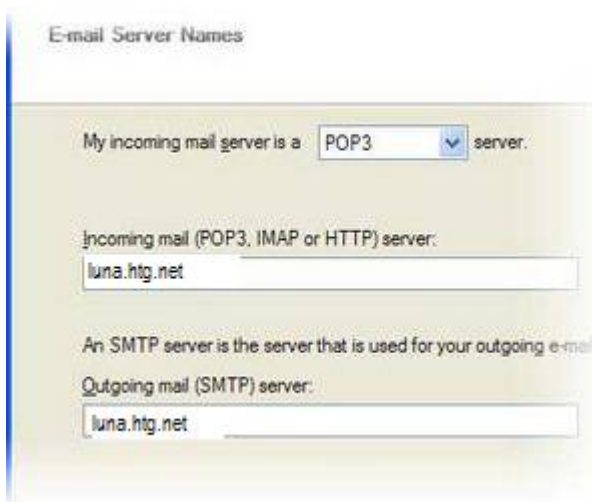 E-mail Server Names
My incoming mail server is a POP3 server.
Incoming mail (POP3, IMAP or HTTP) server:
luna.htg.net
An SMTP server is the server that is used for your outgoing e-mail
Outgoing mail (SMTP) server:
luna.htg.net